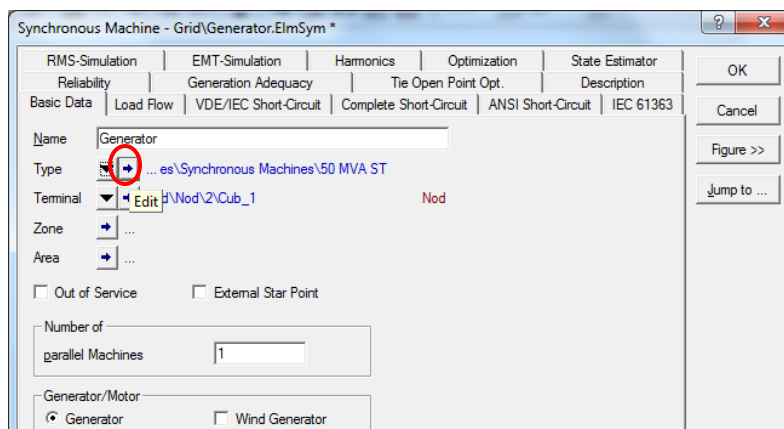 Synchronous Machine - Grid\Generator.ElmSym *
RMS-Simulation EMT-Simulation Harmonics Optimization State Estimator
Reliability Generation Adequacy Tie Open Point Opt. Description
Basic Data Load Flow VDE/IEC Short-Circuit Complete Short-Circuit ANSI Short-Circuit IEC 61363
OK
Cancel
Figure >>
Jump to ...
Name Generator
Type ... es\Synchronous Machines\50 MVA ST
Terminal d\Nod\2\Cub_1 Nod
Edit
Zone ...
Area ...
Out of Service External Star Point
Number of
parallel Machines 1
Generator/Motor
Generator Wind Generator